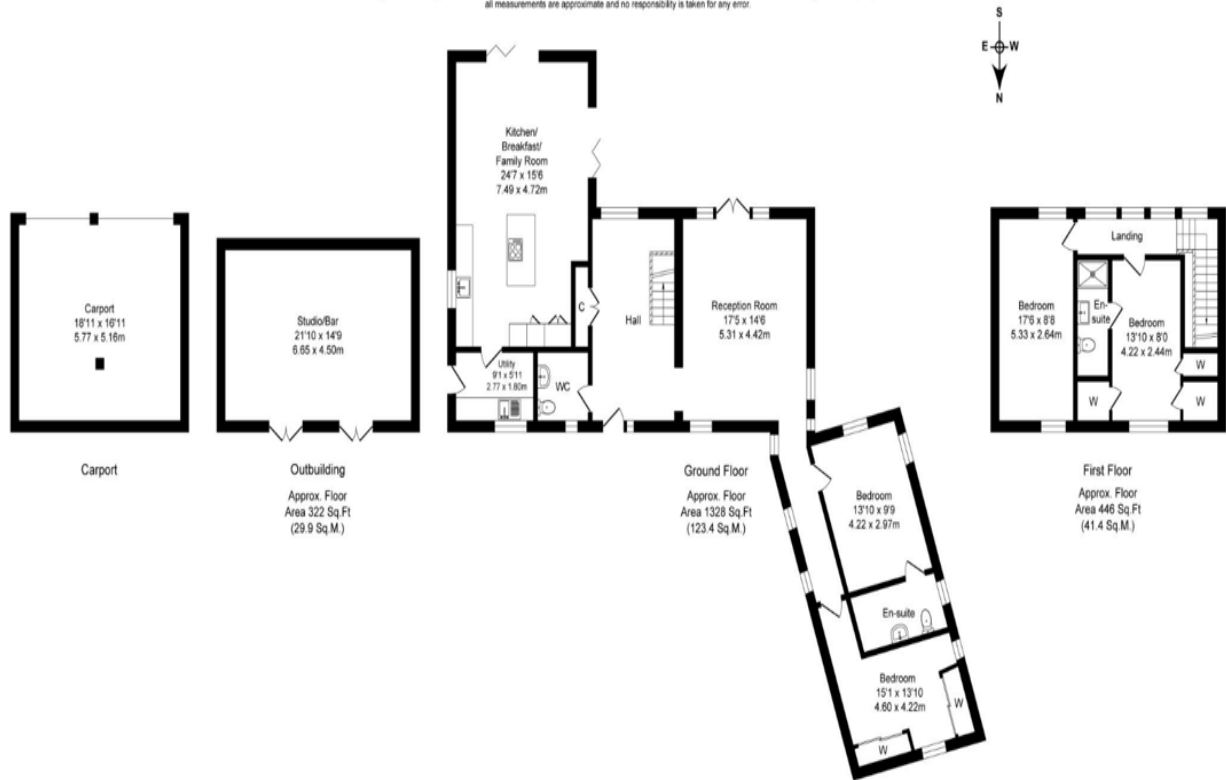 all measurements are approximate and no responsibility is taken for any error.
S
E W
N
Kitchen/
Breakfast/
Family Room
24'7 x 15'6
7.49 x 4.72m
Carport
18'11 x 16'11
5.77 x 5.16m
Studio/Bar
21'10 x 14'9
6.65 x 4.50m
C
Hall
Reception Room
17'5 x 14'6
5.31 x 4.42m
Utility
9'1 x 5'11
2.77 x 1.80m
WC
Landing
Bedroom
17'6 x 8'8
5.33 x 2.64m
En-
suite
Bedroom
13'10 x 8'0
4.22 x 2.44m
W
W
W
Carport
Outbuilding
Approx. Floor
Area 322 Sq.Ft
(29.9 Sq.M.)
Ground Floor
Approx. Floor
Area 1328 Sq.Ft
(123.4 Sq.M.)
First Floor
Approx. Floor
Area 446 Sq.Ft
(41.4 Sq.M.)
Bedroom
13'10 x 9'9
4.22 x 2.97m
En-suite
Bedroom
15'1 x 13'10
4.60 x 4.22m
W
W